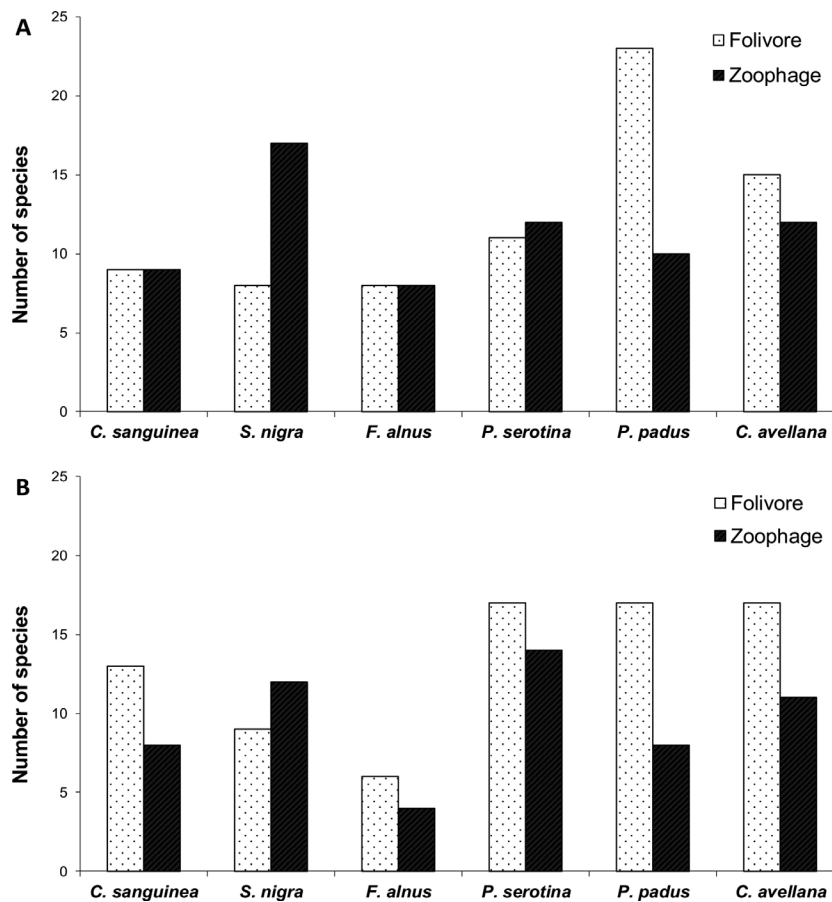 A
Number of species
25
20
15
10
5
0
Folivore
Zoophage
C. sanguinea S. nigra F. alnus P. serotina P. padus C. avellana
B
Number of species
25
20
15
10
5
0
Folivore
Zoophage
C. sanguinea S. nigra F. alnus P. serotina P. padus C. avellana